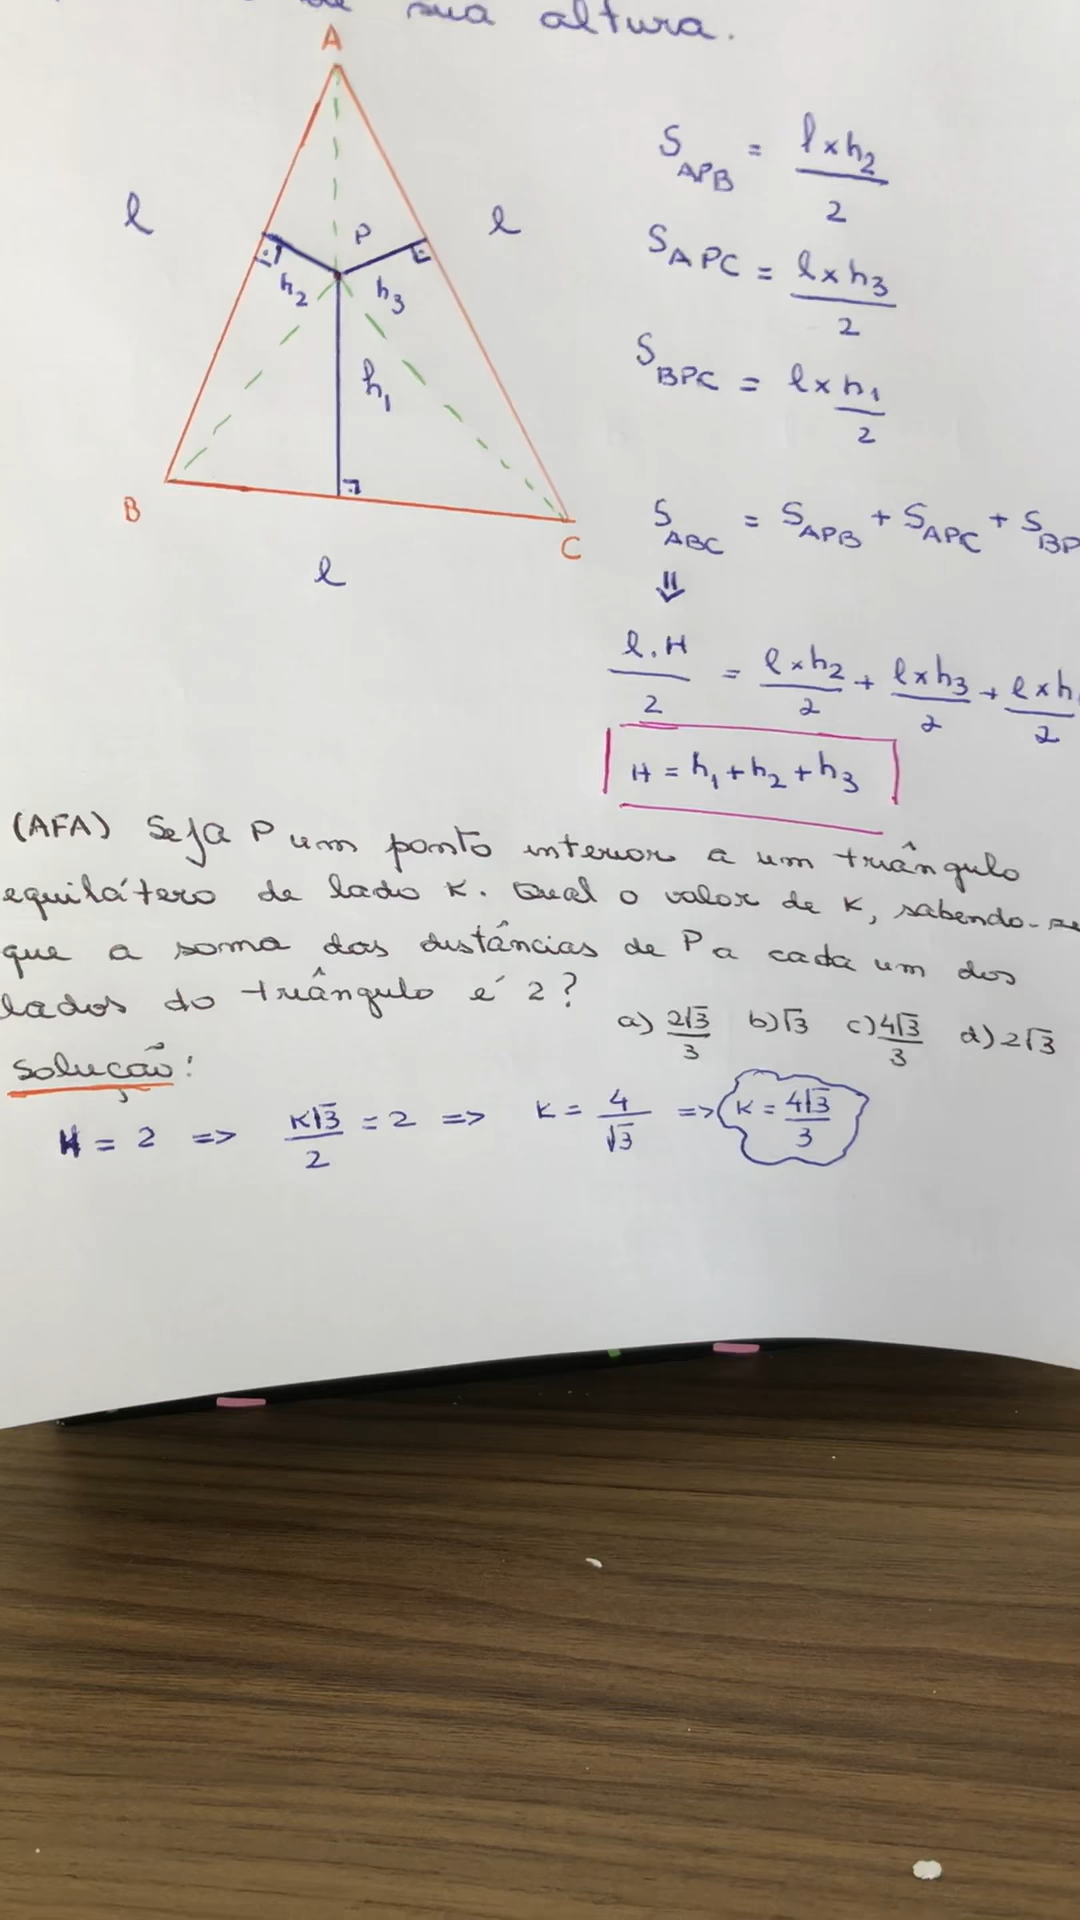 sua altura.
A
S_APB = l×h₂/2
l
l
P
S_APC = l×h₃/2
h₂ h₃
S_BPC = l×h₁/2
h₁
B
C
S_ABC = S_APB + S_APC + S_BP
l
⇓
l.H/2 = l×h₂/2 + l×h₃/2 + l×h/2
H = h₁+h₂+h₃
(AFA) Seja P um ponto interior a um triângulo
equilátero de lado K. Qual o valor de K, sabendo-se
que a soma das distâncias de P a cada um dos
lados do triângulo é 2?
a) 2√3/3 b) √3 c) 4√3/3 d) 2√3
solução:
H = 2 => K√3/2 = 2 => K = 4/√3 => K = 4√3/3